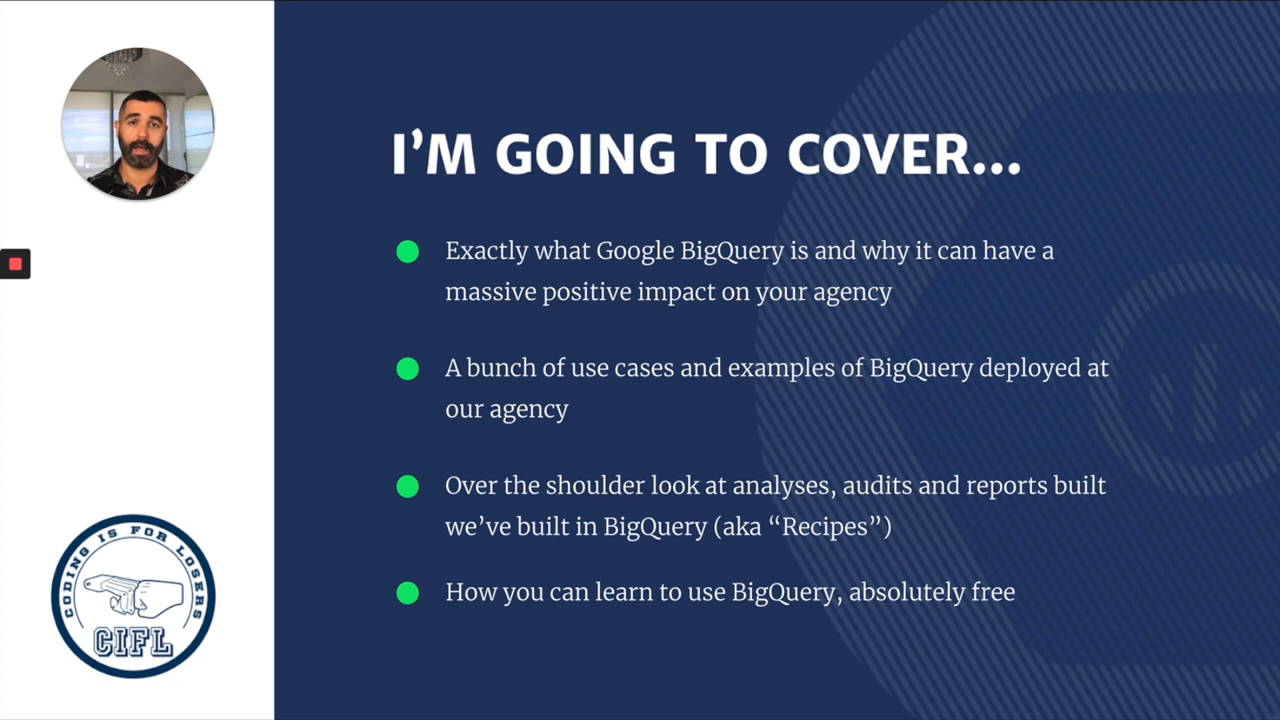 I'M GOING TO COVER...
Exactly what Google BigQuery is and why it can have a
massive positive impact on your agency
A bunch of use cases and examples of BigQuery deployed at
our agency
Over the shoulder look at analyses, audits and reports built
we've built in BigQuery (aka “Recipes”)
How you can learn to use BigQuery, absolutely free
CODING IS FOR LOSERS
CIFL